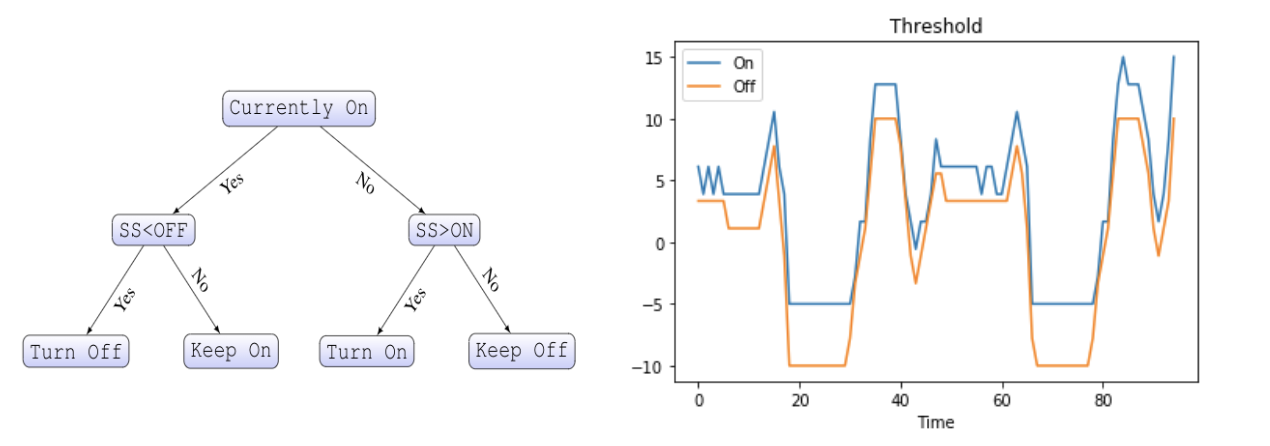 Currently On
Yes
No
SS<OFF
SS>ON
Yes
No
Yes
No
Turn Off
Keep On
Turn On
Keep Off
Threshold
On
Off
15
10
5
0
−5
−10
0
20
40
60
80
Time